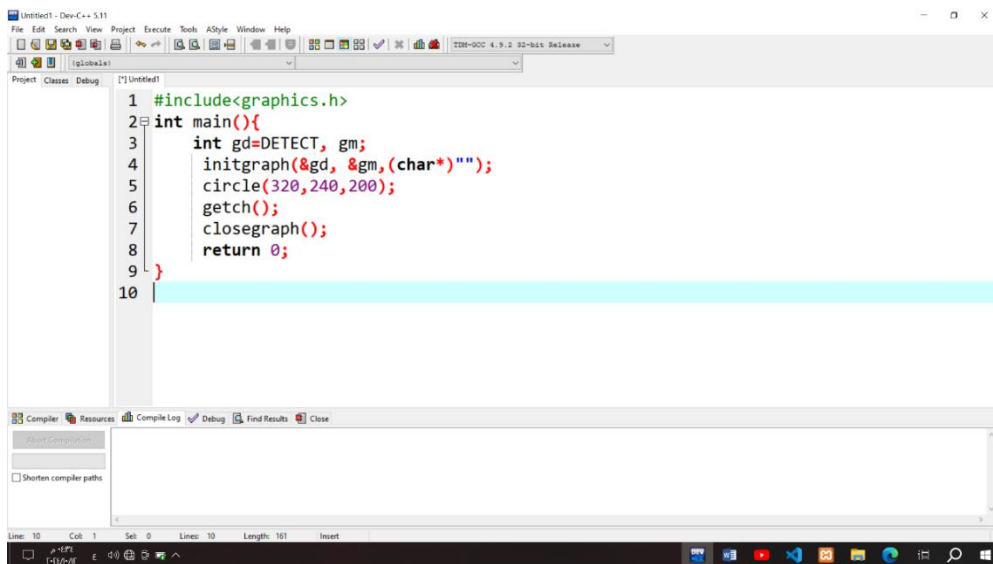 Untitled1 - Dev-C++ 5.11
File Edit Search View Project Execute Tools AStyle Window Help
TDM-GCC 4.9.2 32-bit Release
(globals)
Project Classes Debug [*] Untitled1
1 #include<graphics.h>
2 int main(){
3 int gd=DETECT, gm;
4 initgraph(&gd, &gm,(char*)"");
5 circle(320,240,200);
6 getch();
7 closegraph();
8 return 0;
9 }
10
Compiler Resources Compile Log Debug Find Results Close
Abort Compilation
Shorten compiler paths
Line: 10 Col: 1 Sel: 0 Lines: 10 Length: 161 Insert